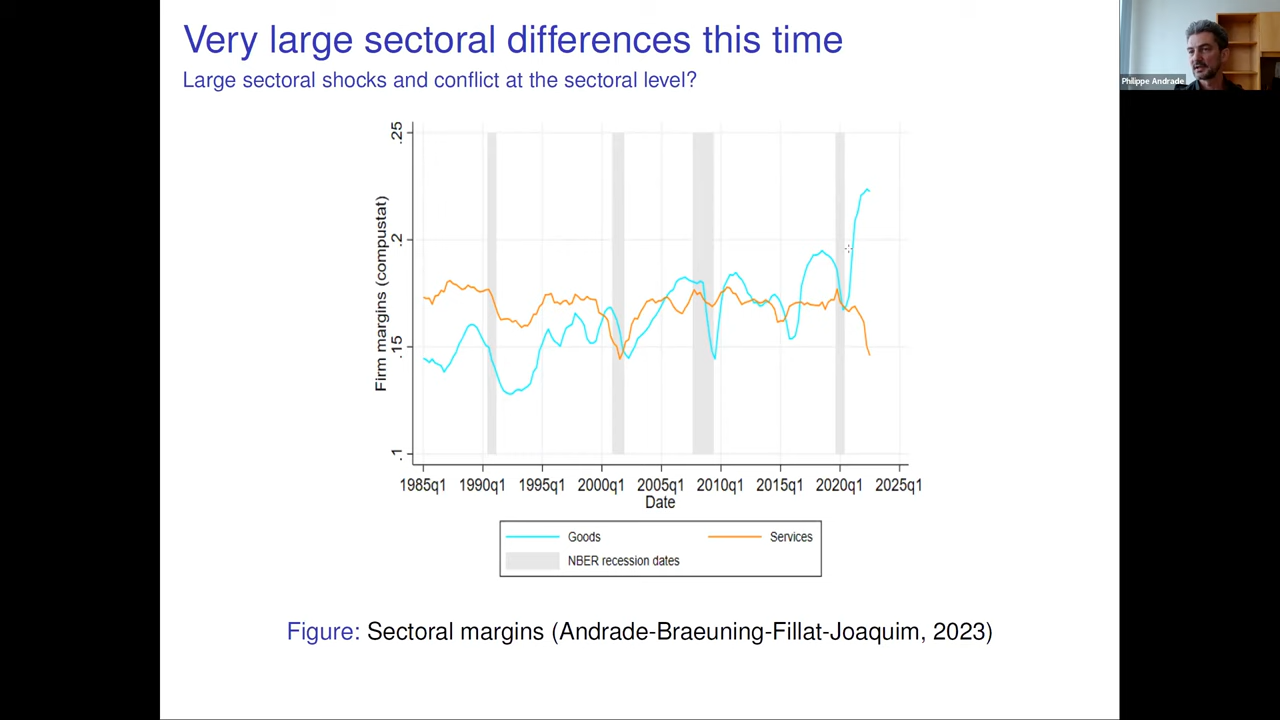 Very large sectoral differences this time
Large sectoral shocks and conflict at the sectoral level?
Philippe Andrade
Firm margins (compustat)
.25
.2
.15
.1
1985q1 1990q1 1995q1 2000q1 2005q1 2010q1 2015q1 2020q1 2025q1
Date
Goods Services
NBER recession dates
Figure: Sectoral margins (Andrade-Braeuning-Fillat-Joaquim, 2023)